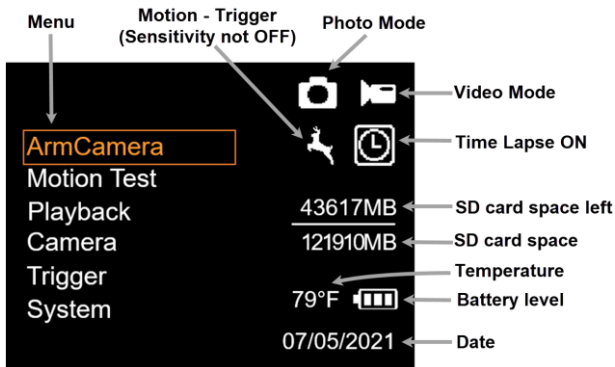 Menu
Motion - Trigger
(Sensitivity not OFF)
Photo Mode
Video Mode
ArmCamera
Time Lapse ON
Motion Test
Playback
43617MB
SD card space left
Camera
121910MB
SD card space
Trigger
Temperature
System
79°F
Battery level
07/05/2021
Date